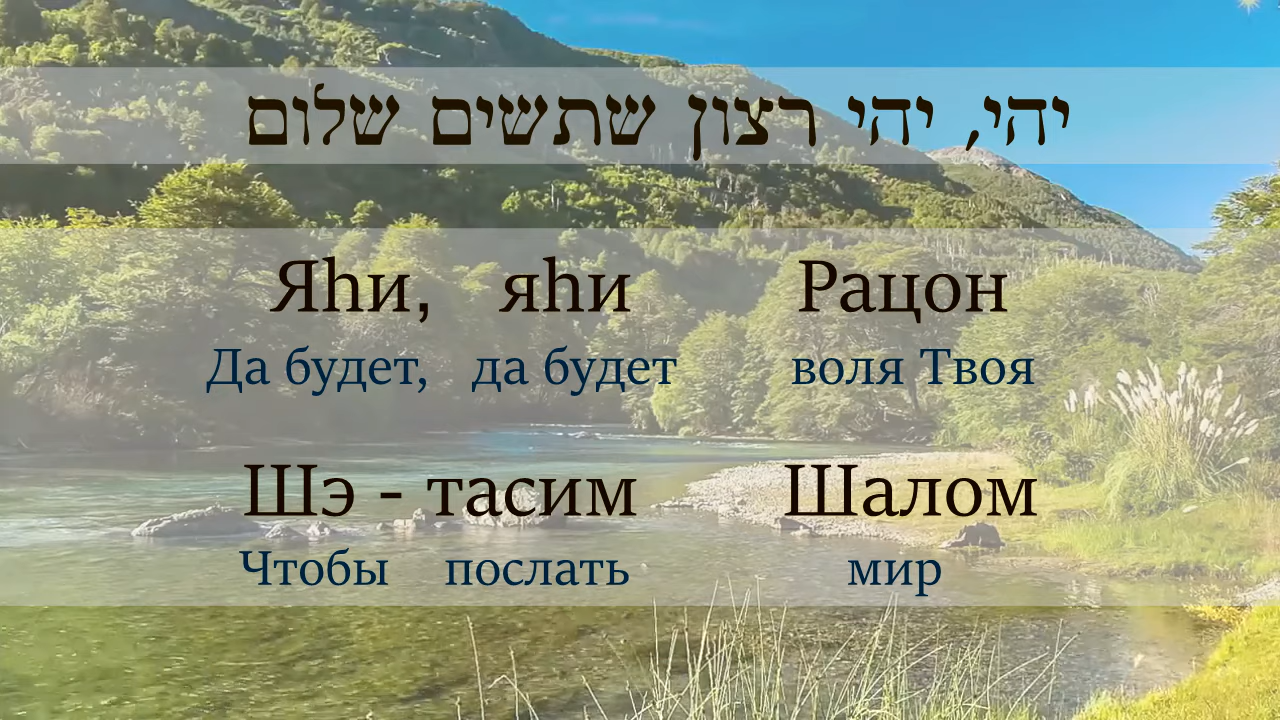 יהי, יהי רצון שתשים שלום
Яһи, яһи Рацон
Да будет, да будет воля Твоя
Шэ - тасим Шалом
Чтобы послать мир